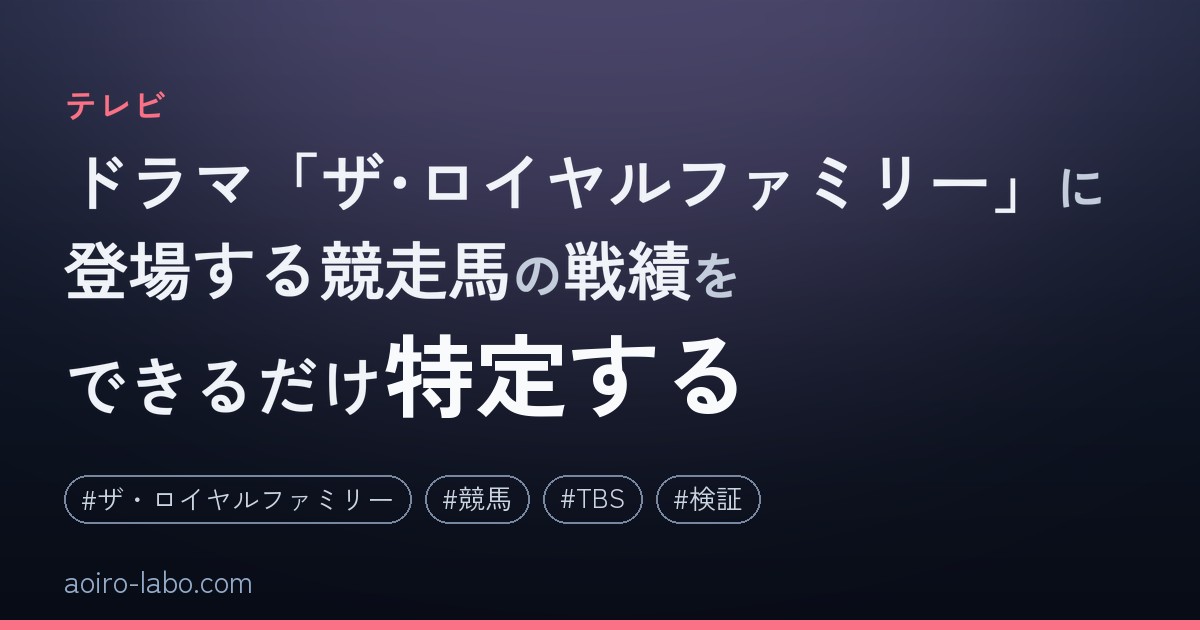 テレビ
ドラマ「ザ・ロイヤルファミリー」に
登場する競走馬の戦績を
できるだけ特定する
#ザ・ロイヤルファミリー #競馬 #TBS #検証
aoiro-labo.com